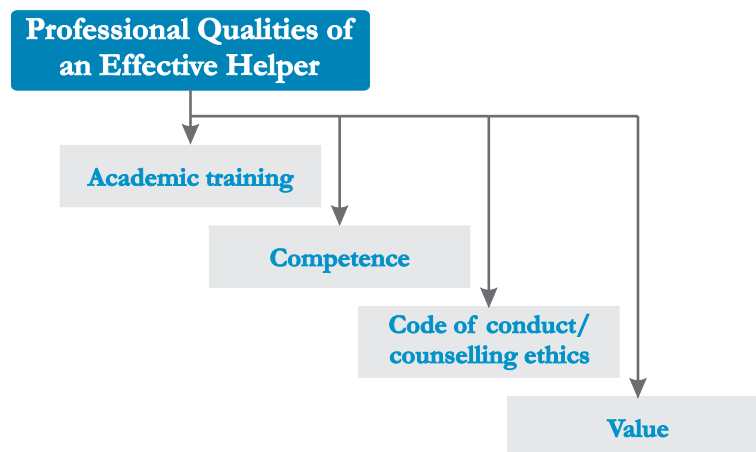 Professional Qualities of
an Effective Helper
Academic training
Competence
Code of conduct/
counselling ethics
Value